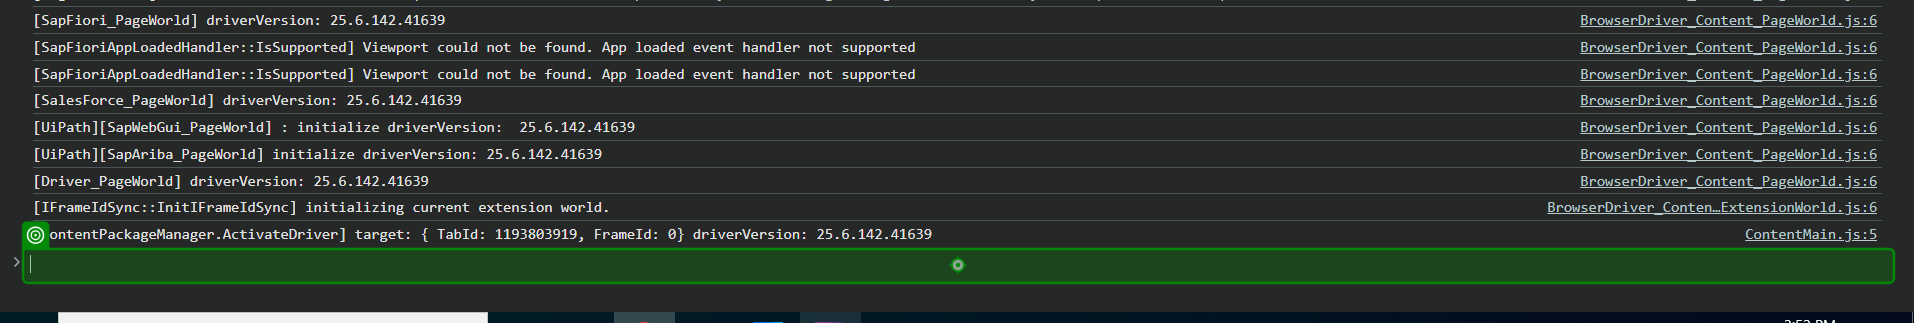 [SapFiori_PageWorld] driverVersion: 25.6.142.41639 BrowserDriver_Content_PageWorld.js:6
[SapFioriAppLoadedHandler::IsSupported] Viewport could not be found. App loaded event handler not supported BrowserDriver_Content_PageWorld.js:6
[SapFioriAppLoadedHandler::IsSupported] Viewport could not be found. App loaded event handler not supported BrowserDriver_Content_PageWorld.js:6
[SalesForce_PageWorld] driverVersion: 25.6.142.41639 BrowserDriver_Content_PageWorld.js:6
[UiPath][SapWebGui_PageWorld] : initialize driverVersion:  25.6.142.41639 BrowserDriver_Content_PageWorld.js:6
[UiPath][SapAriba_PageWorld] initialize driverVersion: 25.6.142.41639 BrowserDriver_Content_PageWorld.js:6
[Driver_PageWorld] driverVersion: 25.6.142.41639 BrowserDriver_Content_PageWorld.js:6
[IFrameIdSync::InitIFrameIdSync] initializing current extension world. BrowserDriver_Conten…ExtensionWorld.js:6
ontentPackageManager.ActivateDriver] target: { TabId: 1193803919, FrameId: 0} driverVersion: 25.6.142.41639 ContentMain.js:5
>